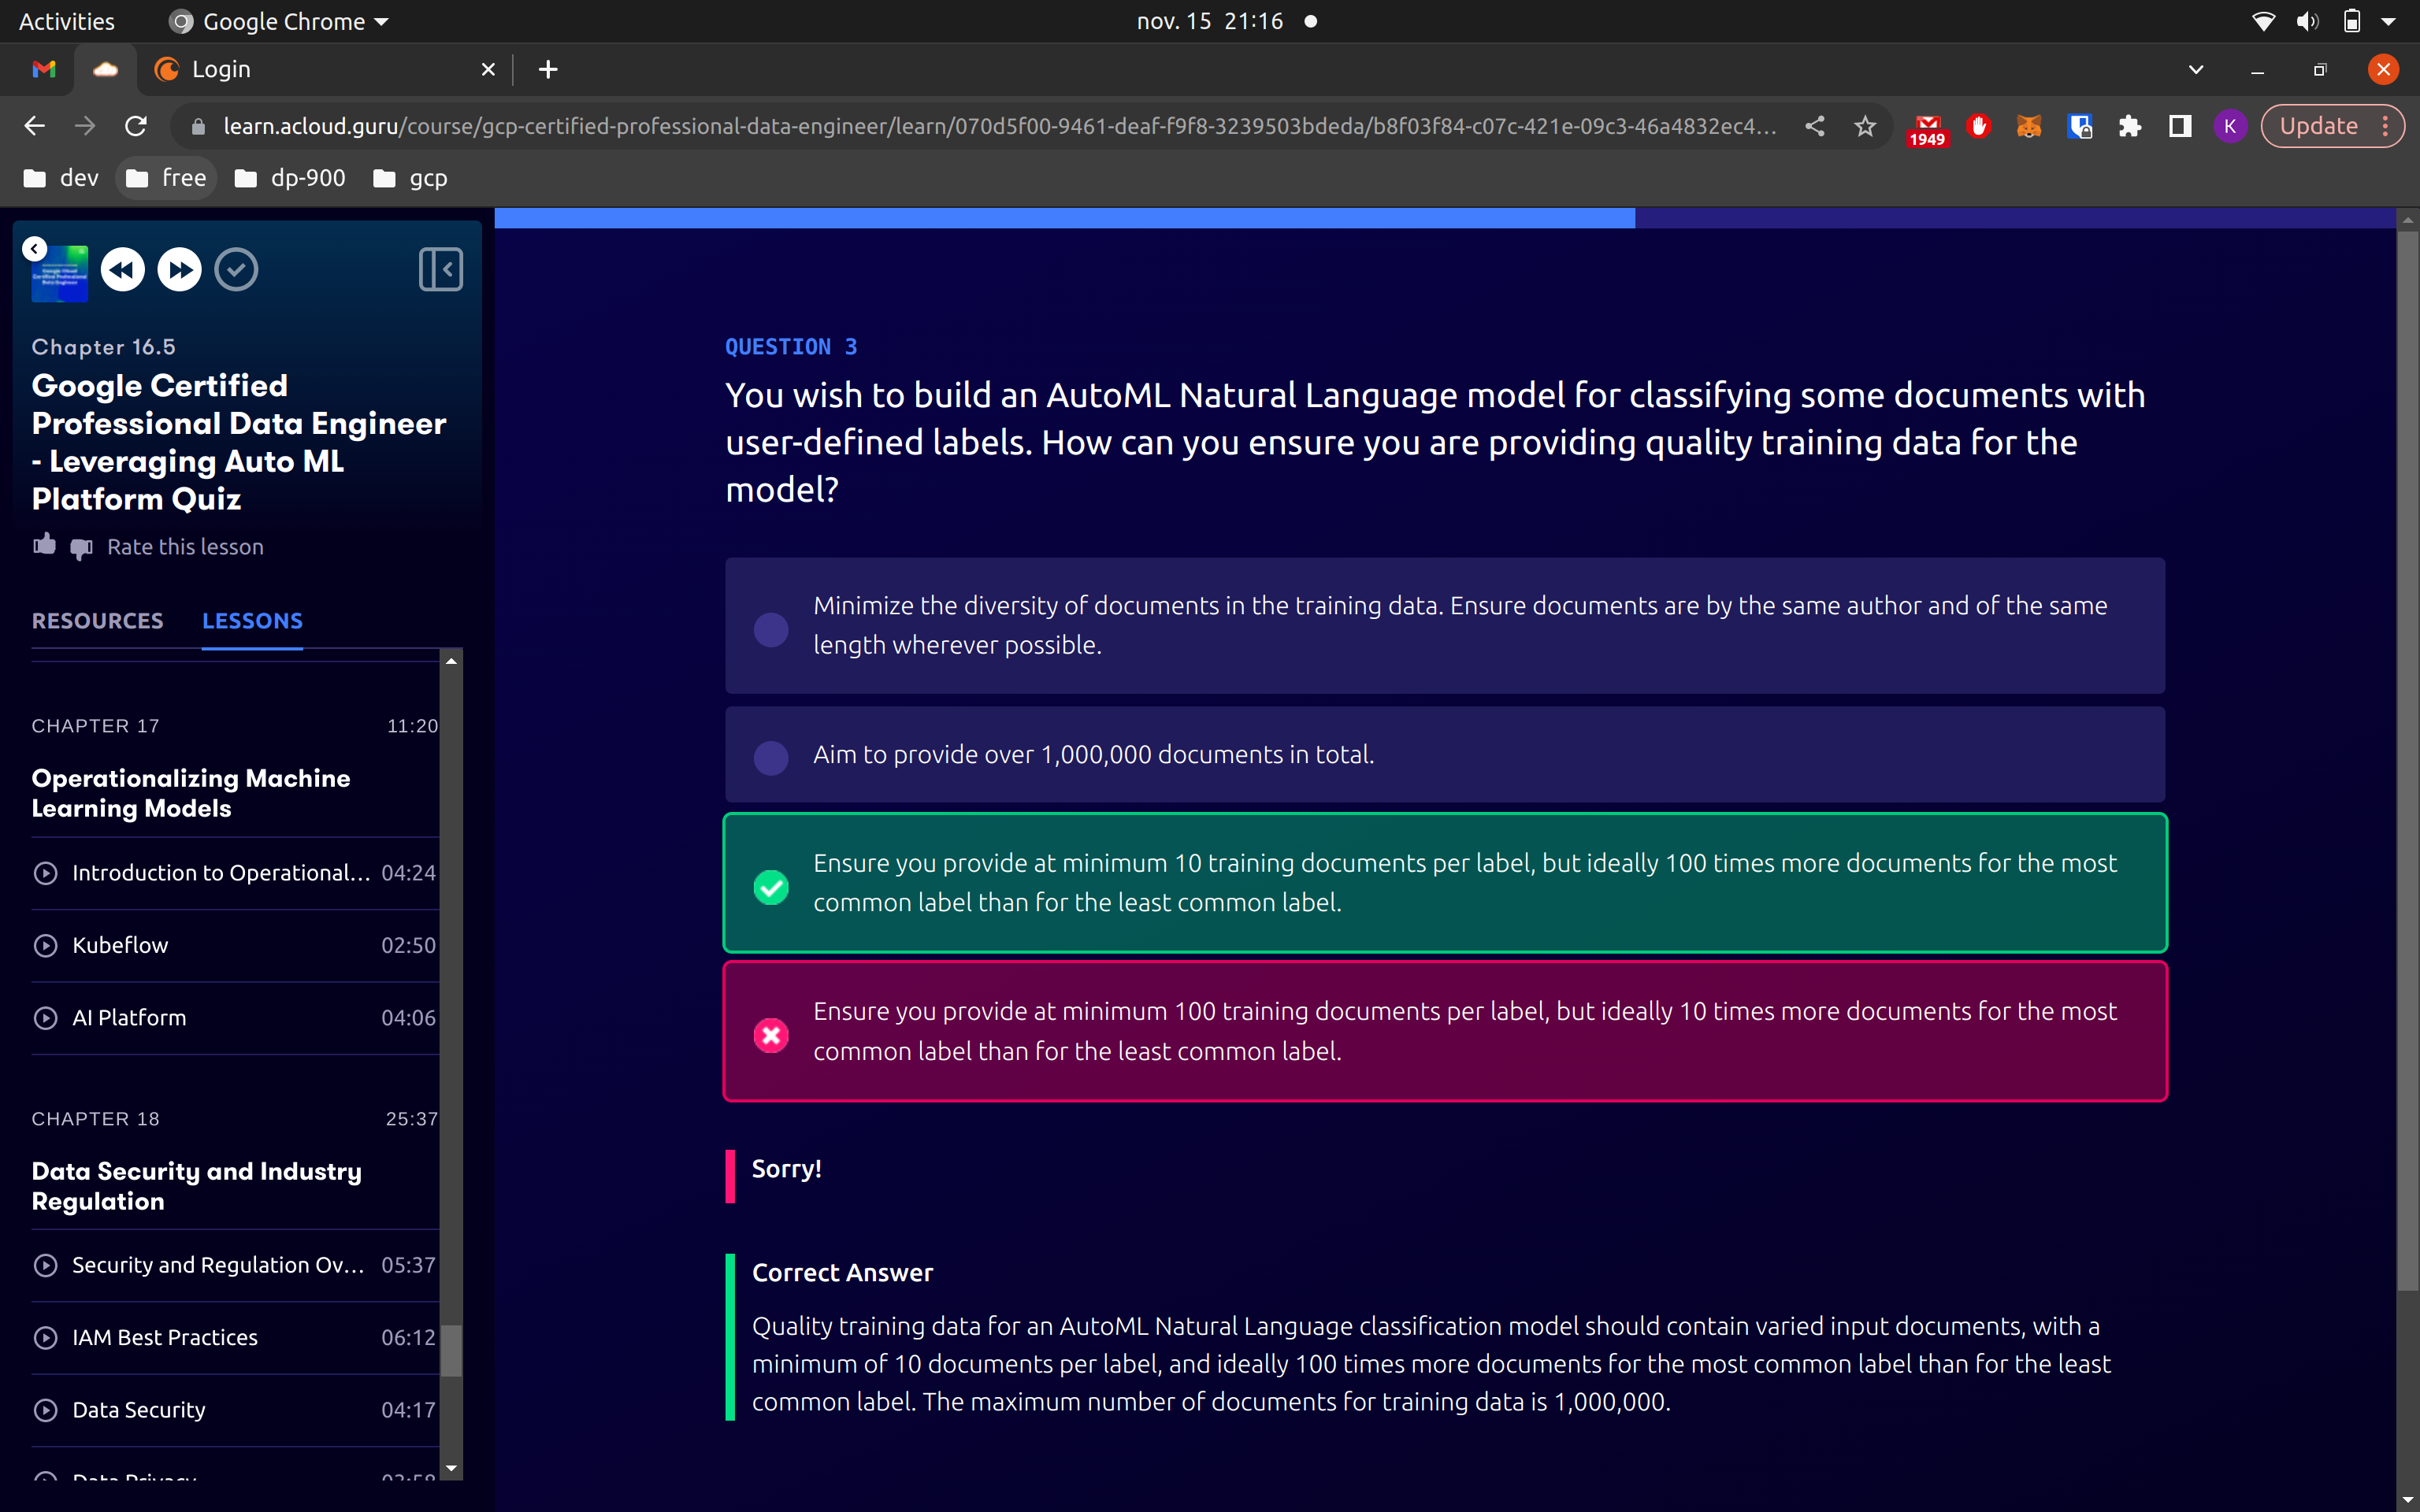 Activities
Google Chrome
nov. 15 21:16
Login
learn.acloud.guru/course/gcp-certified-professional-data-engineer/learn/070d5f00-9461-deaf-f9f8-3239503bdeda/b8f03f84-c07c-421e-09c3-46a4832ec4...
1949
K
Update
dev
free
dp-900
gcp
Chapter 16.5
Google Certified
Professional Data Engineer
- Leveraging Auto ML
Platform Quiz
Rate this lesson
RESOURCES
LESSONS
CHAPTER 17
11:20
Operationalizing Machine
Learning Models
Introduction to Operational... 04:24
Kubeflow 02:50
AI Platform 04:06
CHAPTER 18
25:37
Data Security and Industry
Regulation
Security and Regulation Ov... 05:37
IAM Best Practices 06:12
Data Security 04:17
Data Privacy 03:58
QUESTION 3
You wish to build an AutoML Natural Language model for classifying some documents with
user-defined labels. How can you ensure you are providing quality training data for the
model?
Minimize the diversity of documents in the training data. Ensure documents are by the same author and of the same
length wherever possible.
Aim to provide over 1,000,000 documents in total.
Ensure you provide at minimum 10 training documents per label, but ideally 100 times more documents for the most
common label than for the least common label.
Ensure you provide at minimum 100 training documents per label, but ideally 10 times more documents for the most
common label than for the least common label.
Sorry!
Correct Answer
Quality training data for an AutoML Natural Language classification model should contain varied input documents, with a
minimum of 10 documents per label, and ideally 100 times more documents for the most common label than for the least
common label. The maximum number of documents for training data is 1,000,000.